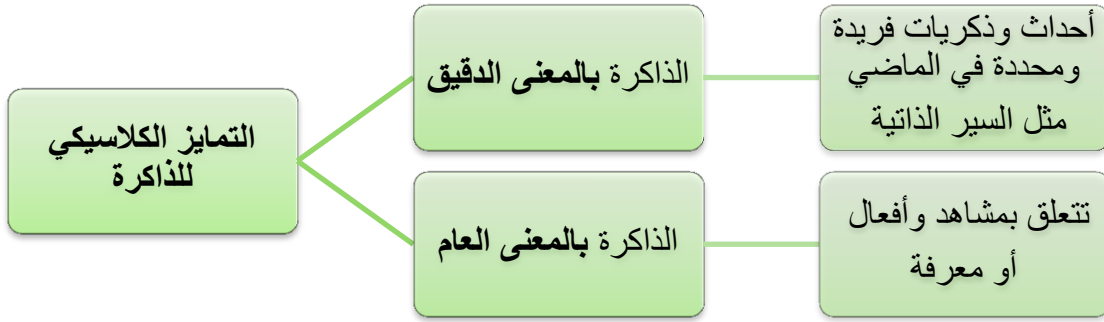 التمايز الكلاسيكي
للذاكرة
الذاكرة بالمعنى الدقيق
أحداث وذكريات فريدة
ومحددة في الماضي
مثل السير الذاتية
الذاكرة بالمعنى العام
تتعلق بمشاهد وأفعال
أو معرفة